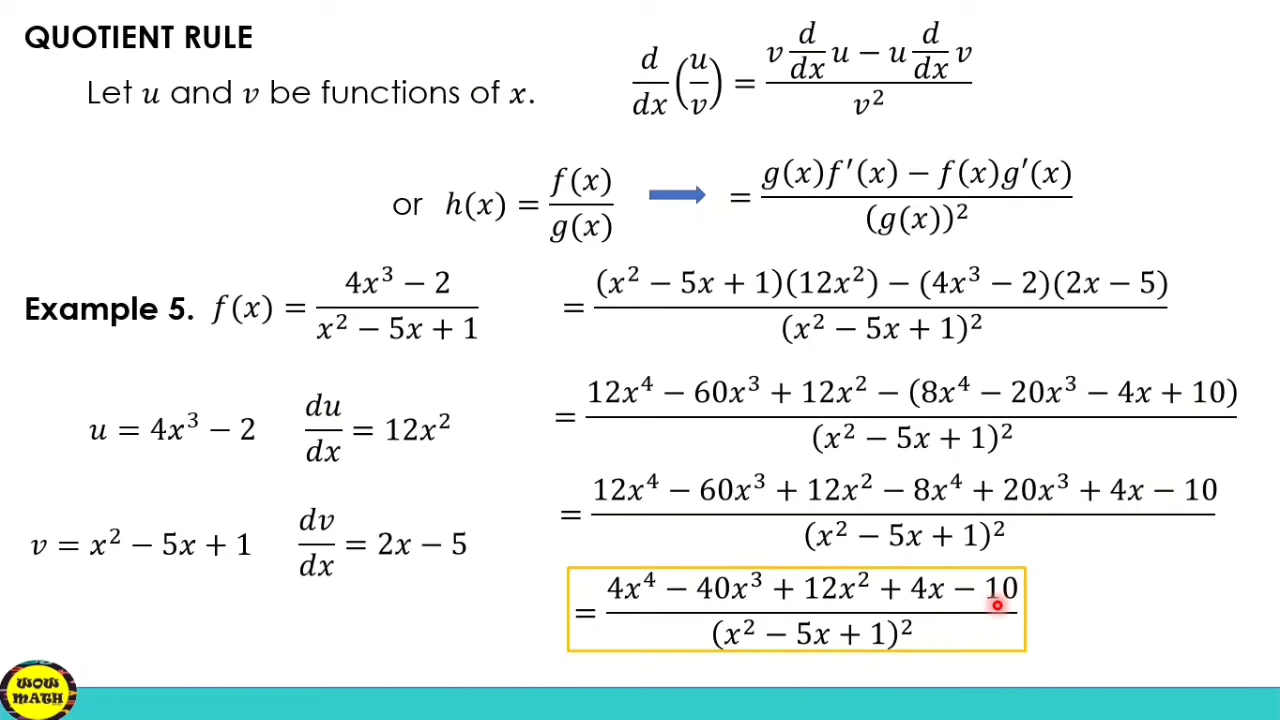 QUOTIENT RULE
Let u and v be functions of x.
d/dx (u/v) = (v d/dx u − u d/dx v) / v²
or h(x) = f(x)/g(x)
= (g(x)f′(x) − f(x)g′(x)) / (g(x))²
Example 5. f(x) = (4x³ − 2) / (x² − 5x + 1)
= ((x² − 5x + 1)(12x²) − (4x³ − 2)(2x − 5)) / (x² − 5x + 1)²
u = 4x³ − 2 du/dx = 12x²
= (12x⁴ − 60x³ + 12x² − (8x⁴ − 20x³ − 4x + 10)) / (x² − 5x + 1)²
= (12x⁴ − 60x³ + 12x² − 8x⁴ + 20x³ + 4x − 10) / (x² − 5x + 1)²
v = x² − 5x + 1 dv/dx = 2x − 5
= (4x⁴ − 40x³ + 12x² + 4x − 10) / (x² − 5x + 1)²
WOW
MATH